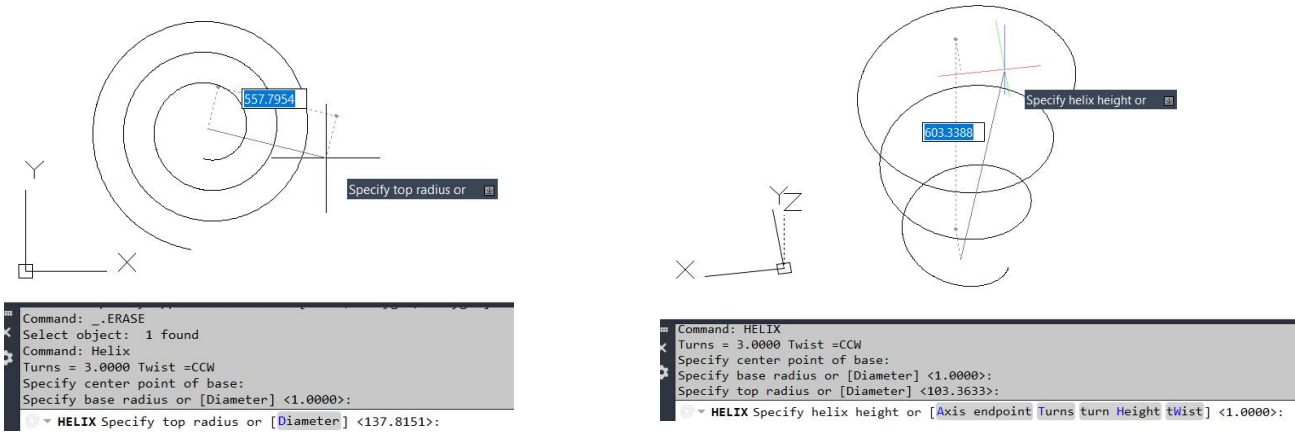 557.7954
Specify top radius or
Y
X
Command: _.ERASE
Select object:  1 found
Command: Helix
Turns = 3.0000 Twist =CCW
Specify center point of base:
Specify base radius or [Diameter] <1.0000>:
HELIX Specify top radius or [Diameter] <137.8151>:
Specify helix height or
603.3388
Y
Z
X
Command: HELIX
Turns = 3.0000 Twist =CCW
Specify center point of base:
Specify base radius or [Diameter] <1.0000>:
Specify top radius or [Diameter] <103.3633>:
HELIX Specify helix height or [Axis endpoint Turns turn Height tWist] <1.0000>: